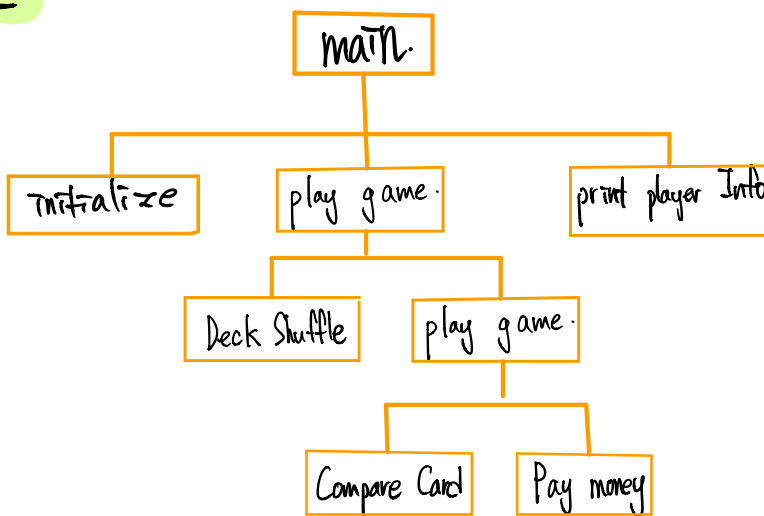 main.
initialize
play game.
print player Info
Deck Shuffle
play game.
Compare Card
Pay money